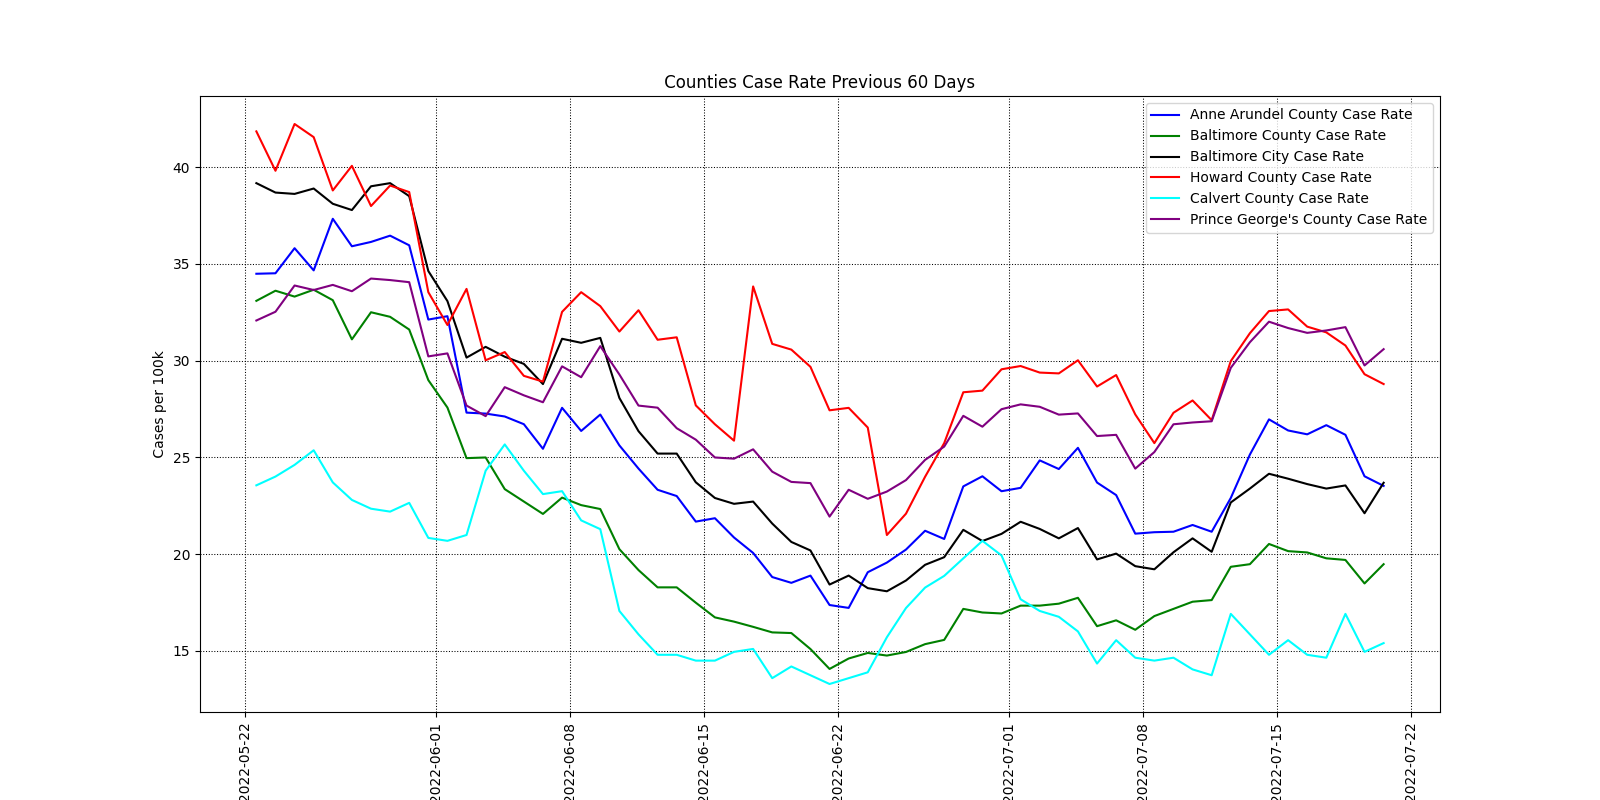 Counties Case Rate Previous 60 Days
Anne Arundel County Case Rate
Baltimore County Case Rate
Baltimore City Case Rate
Howard County Case Rate
Calvert County Case Rate
Prince George's County Case Rate
Cases per 100k
40
35
30
25
20
15
2022-05-22
2022-06-01
2022-06-08
2022-06-15
2022-06-22
2022-07-01
2022-07-08
2022-07-15
2022-07-22